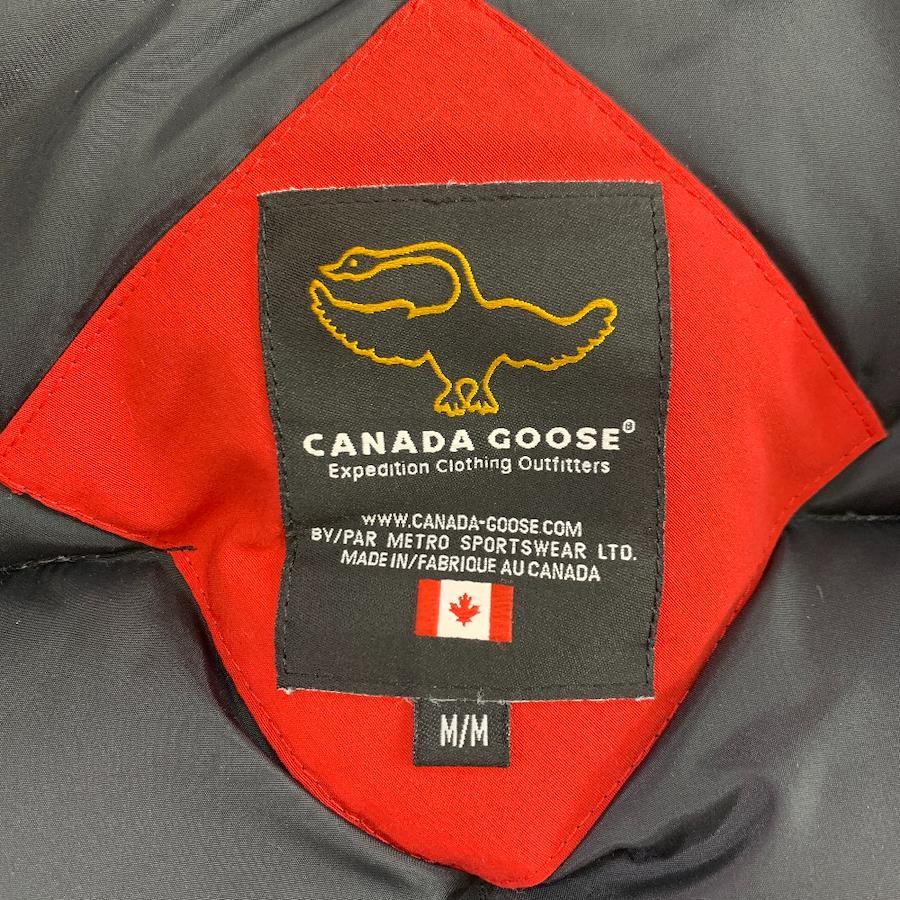 CANADA GOOSE®
Expedition Clothing Outfitters
WWW.CANADA-GOOSE.COM
BY/PAR METRO SPORTSWEAR LTD.
MADE IN/FABRIQUE AU CANADA
M/M